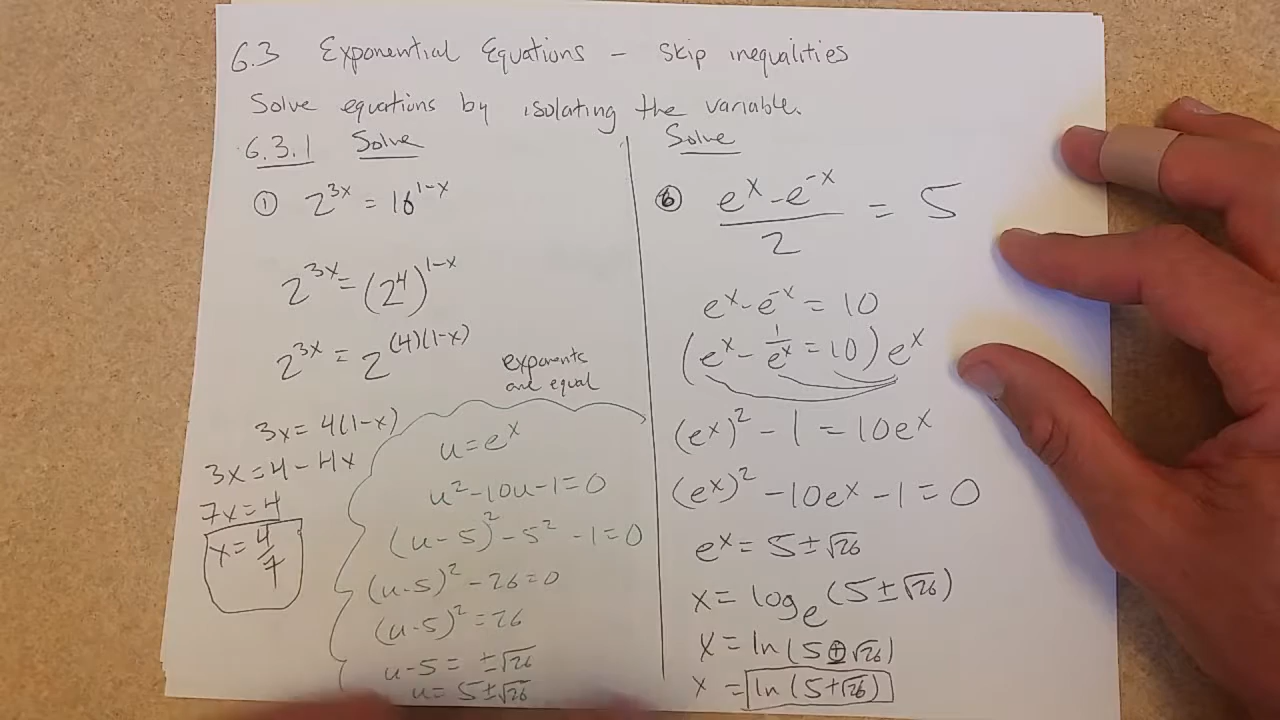 6.3 Exponential Equations - skip inequalities
Solve equations by isolating the variable.
6.3.1 Solve
① 2^{3x} = 16^{1-x}
2^{3x} = (2^4)^{1-x}
2^{3x} = 2^{(4)(1-x)}
exponents
are equal
3x = 4(1-x)
3x = 4 - 4x
7x = 4
x = 4/7
u = e^x
u² - 10u - 1 = 0
(u - 5)² - 5² - 1 = 0
(u - 5)² - 26 = 0
(u - 5)² = 26
u - 5 = ±√26
u = 5 ± √26
Solve
⑥ (e^x - e^{-x})/2 = 5
e^x - e^{-x} = 10
(e^x - 1/e^x = 10) e^x
(e^x)² - 1 = 10e^x
(e^x)² - 10e^x - 1 = 0
e^x = 5 ± √26
x = log_e (5 ± √26)
x = ln (5 ± √26)
x = ln (5 + √26)